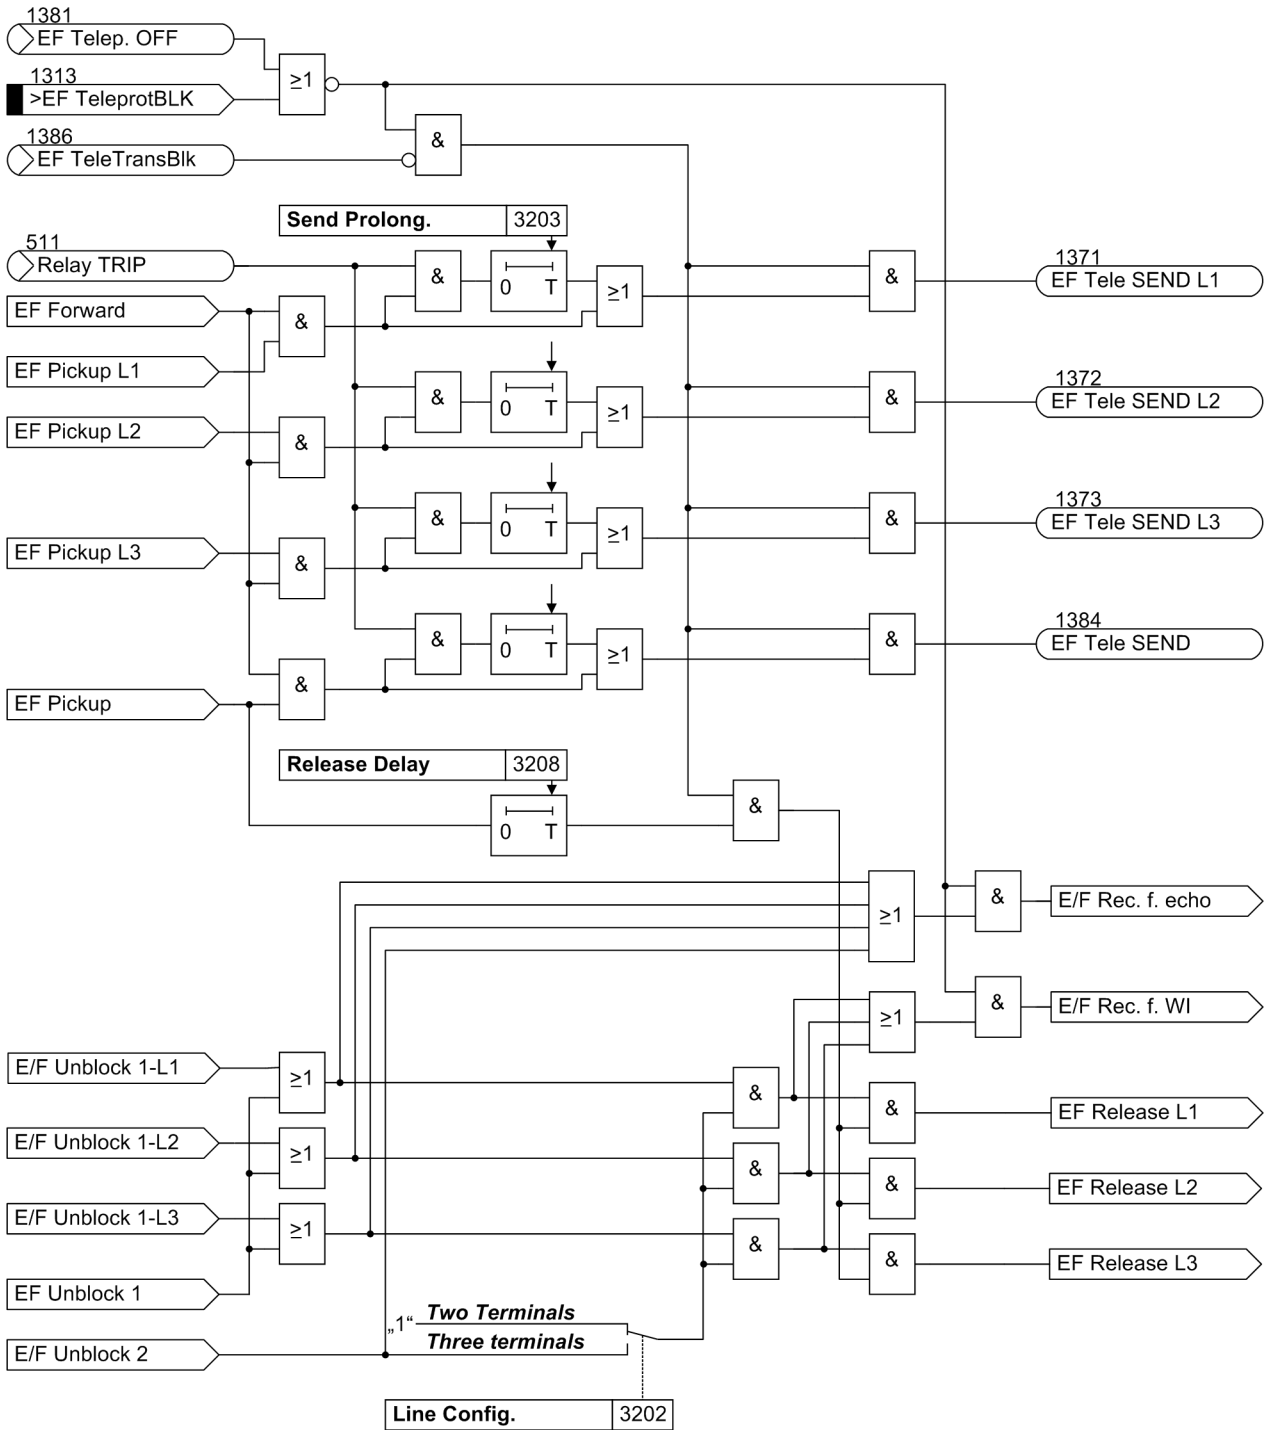 1381
EF Telep. OFF
≥1
1313
>EF TeleprotBLK
1386
EF TeleTransBlk
&
Send Prolong. 3203
511
Relay TRIP
& 0 T ≥1 &
1371
EF Tele SEND L1
EF Forward
&
EF Pickup L1
& 0 T ≥1 &
1372
EF Tele SEND L2
EF Pickup L2
&
& 0 T ≥1 &
1373
EF Tele SEND L3
EF Pickup L3
&
& 0 T ≥1 &
1384
EF Tele SEND
&
EF Pickup
Release Delay 3208
0 T
&
≥1
&
E/F Rec. f. echo
≥1
&
E/F Rec. f. WI
E/F Unblock 1-L1
≥1
&
&
EF Release L1
E/F Unblock 1-L2
≥1
&
&
EF Release L2
E/F Unblock 1-L3
≥1
&
&
EF Release L3
EF Unblock 1
„1“ Two Terminals
Three terminals
E/F Unblock 2
Line Config. 3202